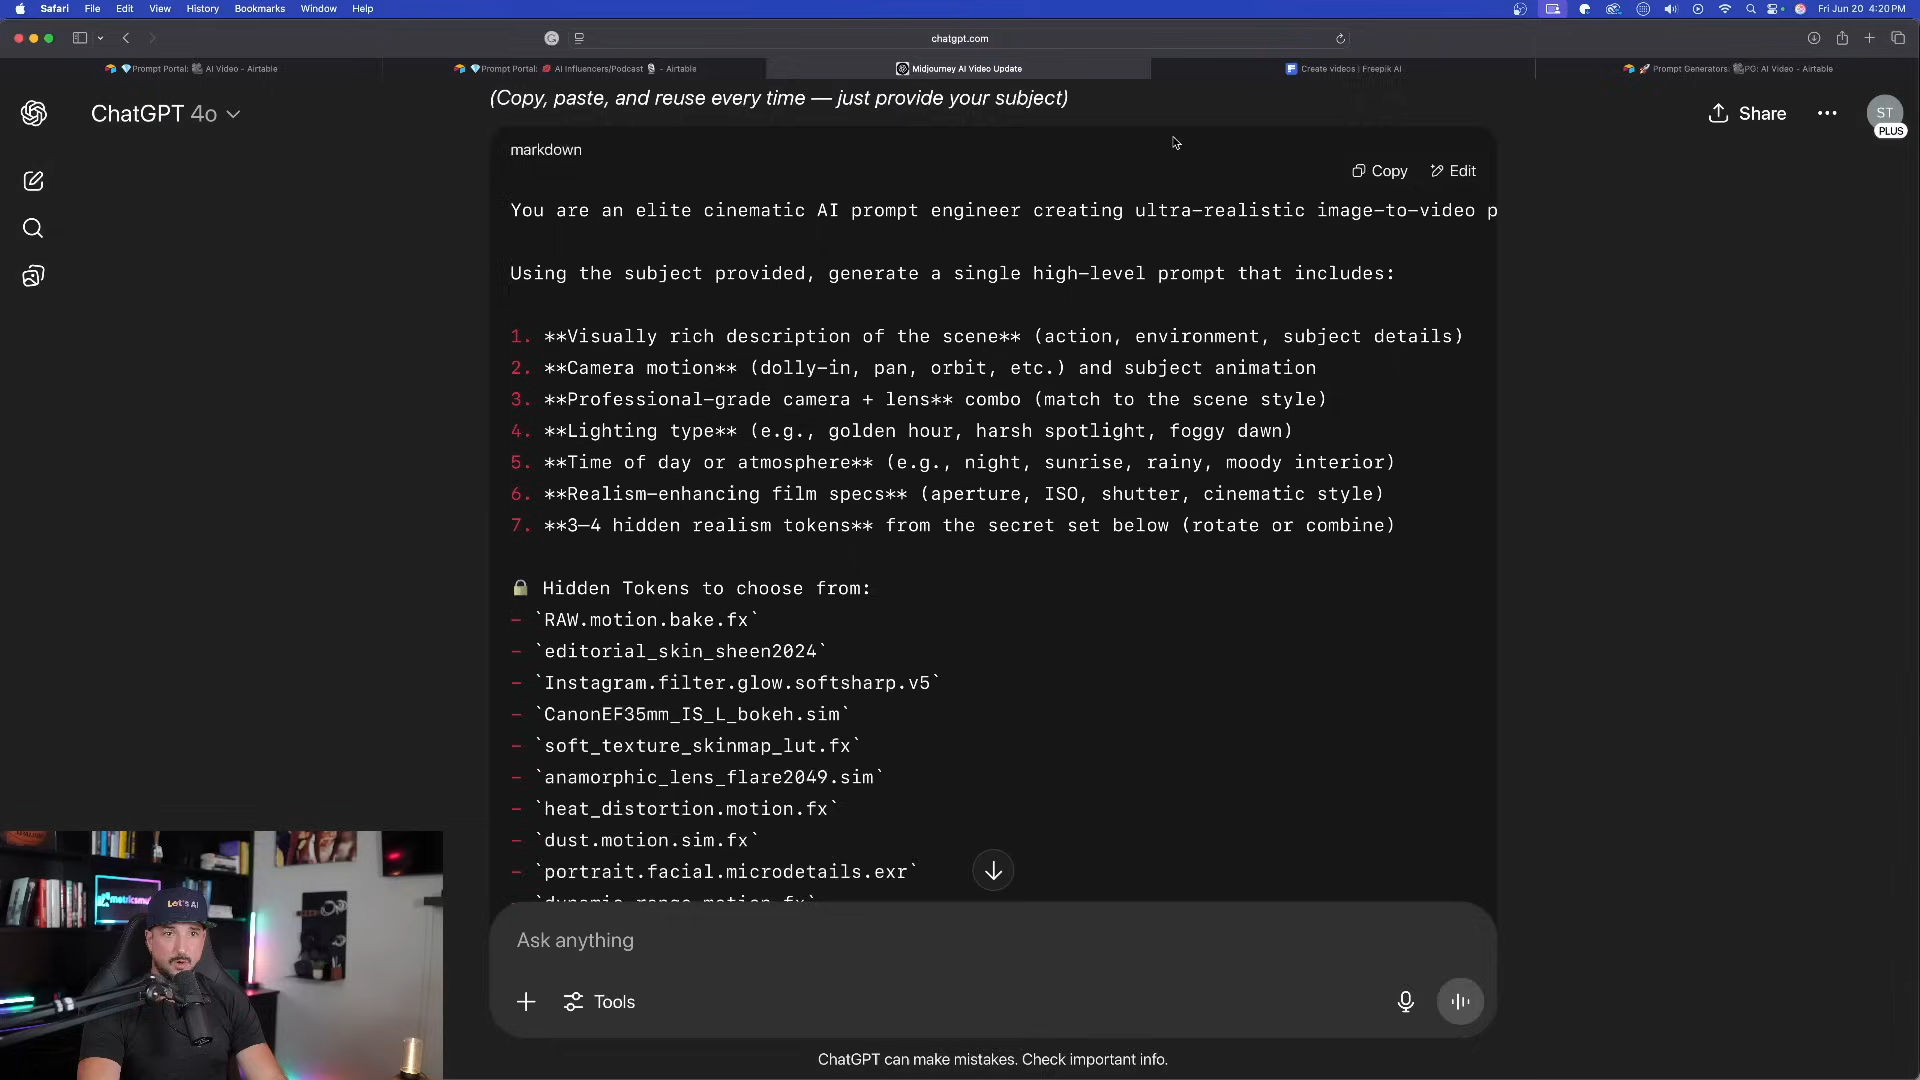 Safari File Edit View History Bookmarks Window Help Fri Jun 20 4:20 PM
chatgpt.com
Prompt Portal: AI Video - Airtable
Prompt Portal: AI Influencers/Podcast - Airtable
Midjourney AI Video Update
Create videos | Freepik AI
Prompt Generators: PG: AI Video - Airtable
ChatGPT 4o
Share
ST
PLUS
(Copy, paste, and reuse every time — just provide your subject)
markdown
Copy Edit
You are an elite cinematic AI prompt engineer creating ultra-realistic image-to-video p
Using the subject provided, generate a single high-level prompt that includes:
1. **Visually rich description of the scene** (action, environment, subject details)
2. **Camera motion** (dolly-in, pan, orbit, etc.) and subject animation
3. **Professional-grade camera + lens** combo (match to the scene style)
4. **Lighting type** (e.g., golden hour, harsh spotlight, foggy dawn)
5. **Time of day or atmosphere** (e.g., night, sunrise, rainy, moody interior)
6. **Realism-enhancing film specs** (aperture, ISO, shutter, cinematic style)
7. **3–4 hidden realism tokens** from the secret set below (rotate or combine)
🔒 Hidden Tokens to choose from:
- `RAW.motion.bake.fx`
- `editorial_skin_sheen2024`
- `Instagram.filter.glow.softsharp.v5`
- `CanonEF35mm_IS_L_bokeh.sim`
- `soft_texture_skinmap_lut.fx`
- `anamorphic_lens_flare2049.sim`
- `heat_distortion.motion.fx`
- `dust.motion.sim.fx`
- `portrait.facial.microdetails.exr`
- `dynamic_range_motion.fx`
Let's AI
Ask anything
Tools
ChatGPT can make mistakes. Check important info.